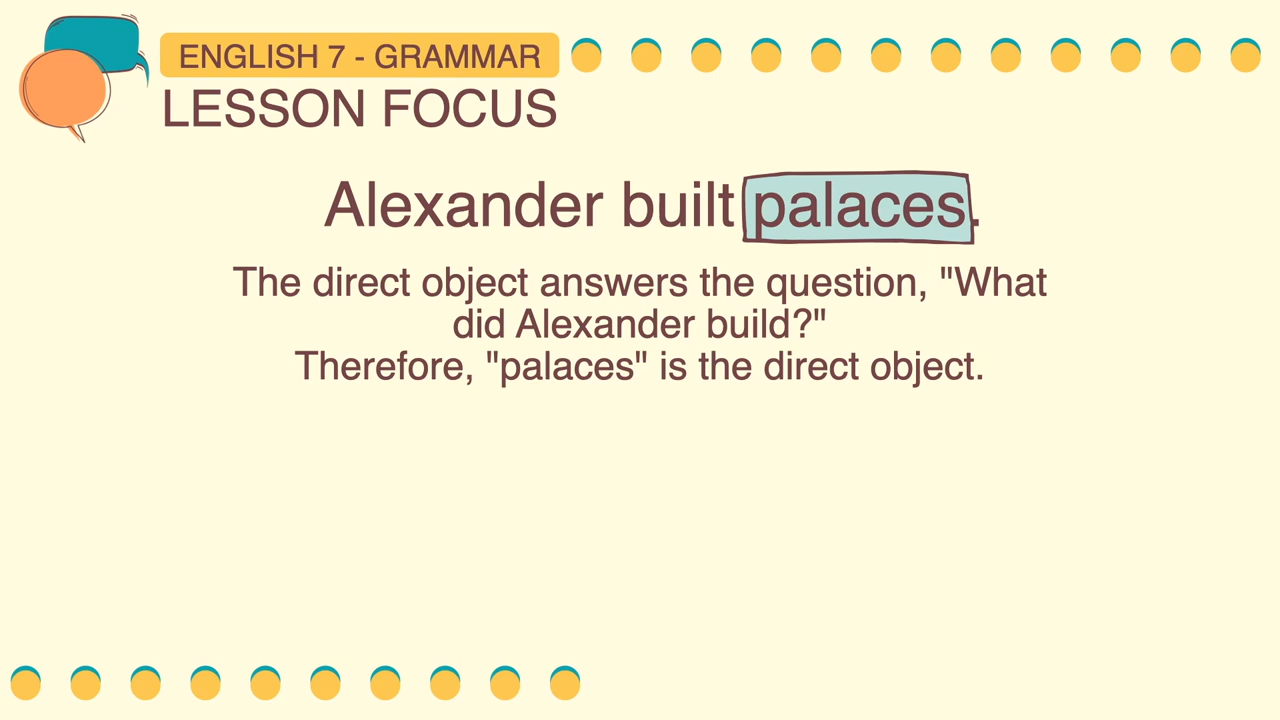 ENGLISH 7 - GRAMMAR
LESSON FOCUS
Alexander built palaces.
The direct object answers the question, "What
did Alexander build?"
Therefore, "palaces" is the direct object.